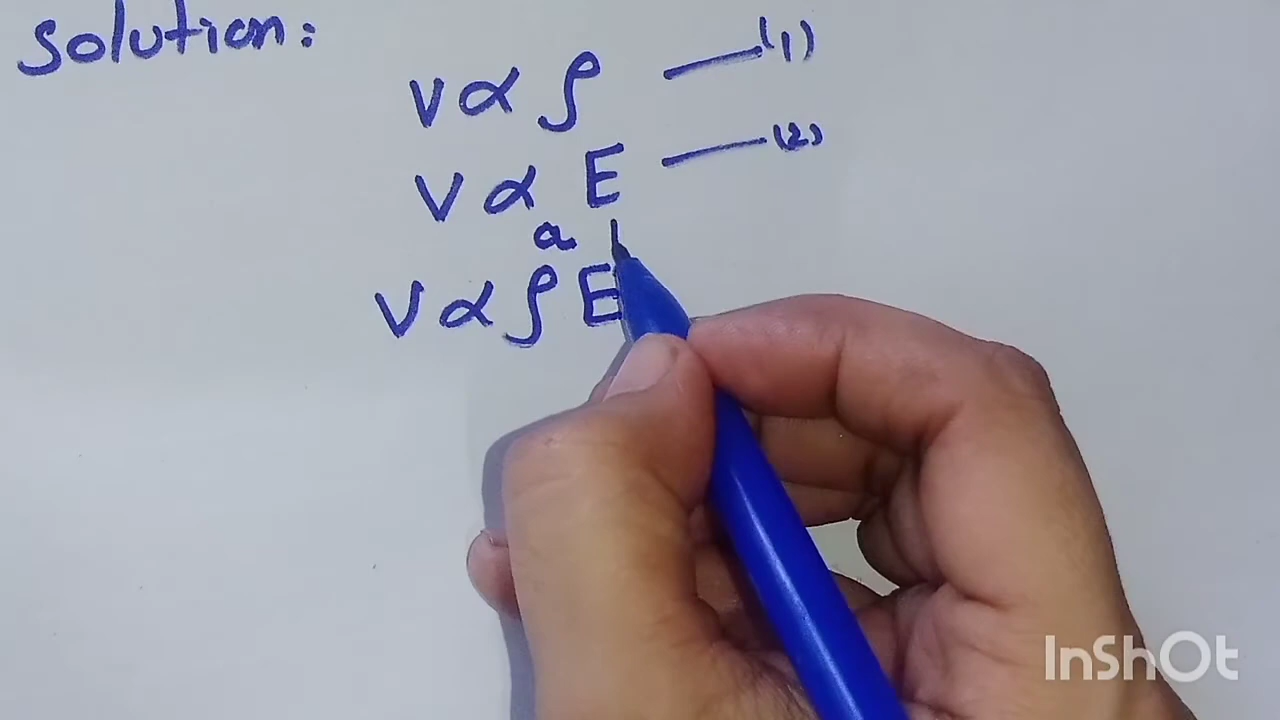 Solution:
V α ρ —— (1)
V α E —— (2)
a
V α ρ E
InShOt